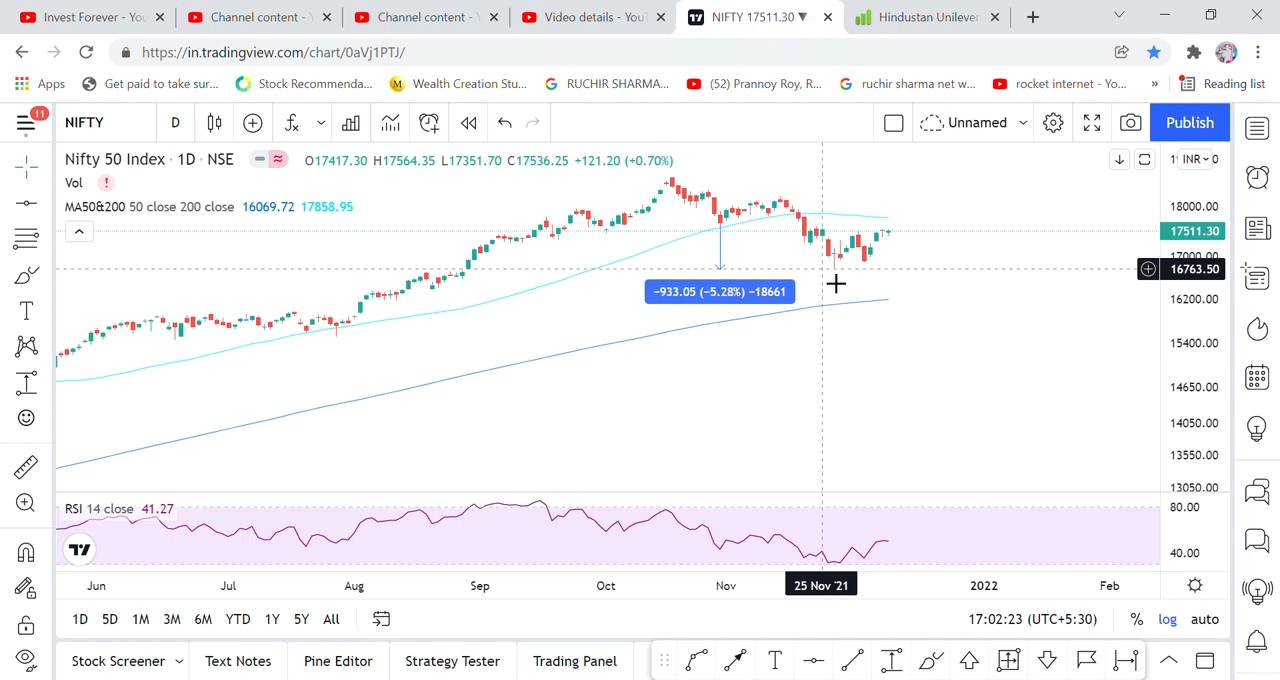 Invest Forever - You
Channel content - Y
Channel content - Y
Video details - YouT
NIFTY 17511.30 ▼
Hindustan Unilever
https://in.tradingview.com/chart/0aVj1PTJ/
Apps
Get paid to take sur...
Stock Recommenda...
Wealth Creation Stu...
RUCHIR SHARMA...
(52) Prannoy Roy, R...
ruchir sharma net w...
rocket internet - Yo...
»
Reading list
11
NIFTY
D
Unnamed
Publish
Nifty 50 Index · 1D · NSE
O17417.30 H17564.35 L17351.70 C17536.25 +121.20 (+0.70%)
INR
Vol
MA50&200 50 close 200 close 16069.72 17858.95
18000.00
17511.30
17000.00
16763.50
−933.05 (−5.28%) −18661
16200.00
15400.00
14650.00
14050.00
13550.00
13050.00
RSI 14 close 41.27
80.00
40.00
Jun
Jul
Aug
Sep
Oct
Nov
25 Nov '21
2022
Feb
1D
5D
1M
3M
6M
YTD
1Y
5Y
All
17:02:23 (UTC+5:30)
%
log
auto
Stock Screener
Text Notes
Pine Editor
Strategy Tester
Trading Panel